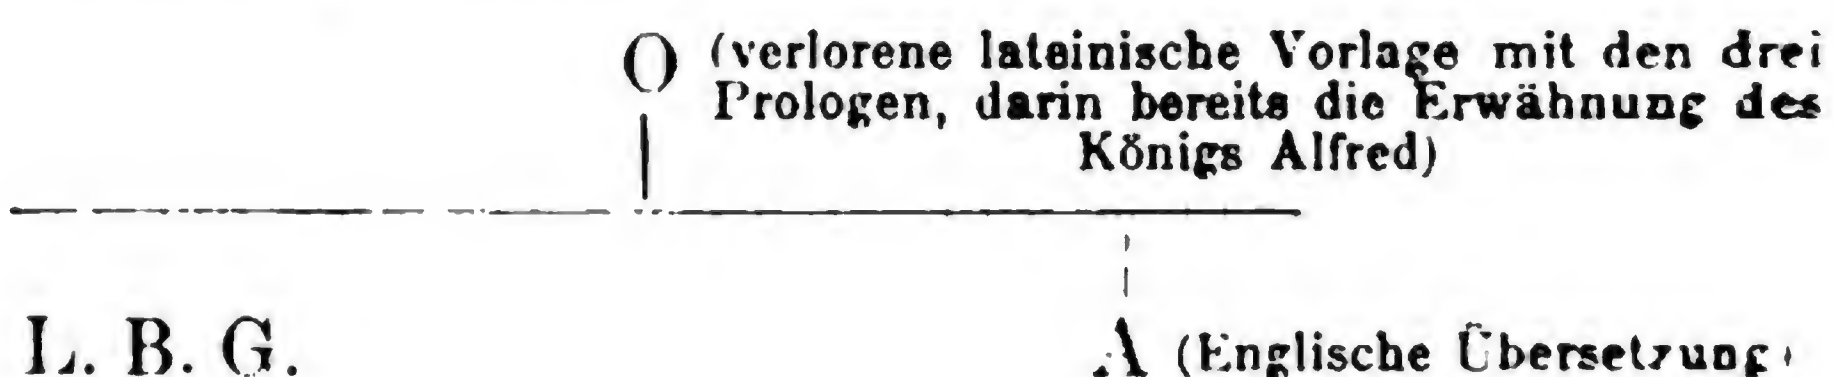 O (verlorene lateinische Vorlage mit den drei
Prologen, darin bereits die Erwähnung des
Königs Alfred)
L. B. G.
A (Englische Übersetzung)